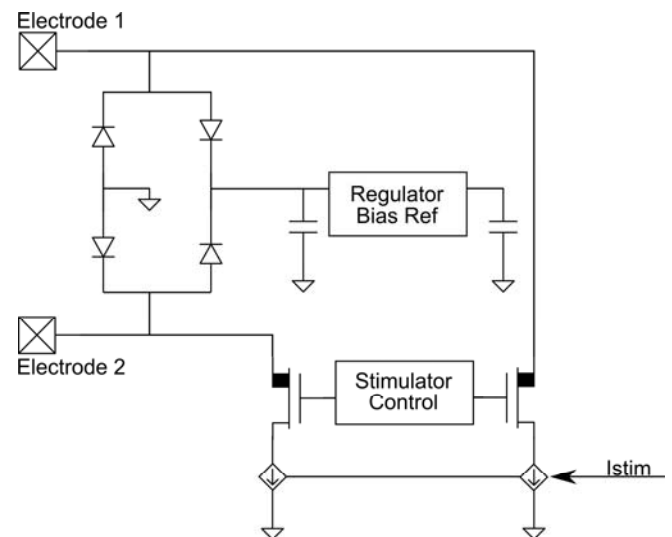 Electrode 1
Regulator
Bias Ref
Electrode 2
Stimulator
Control
Istim